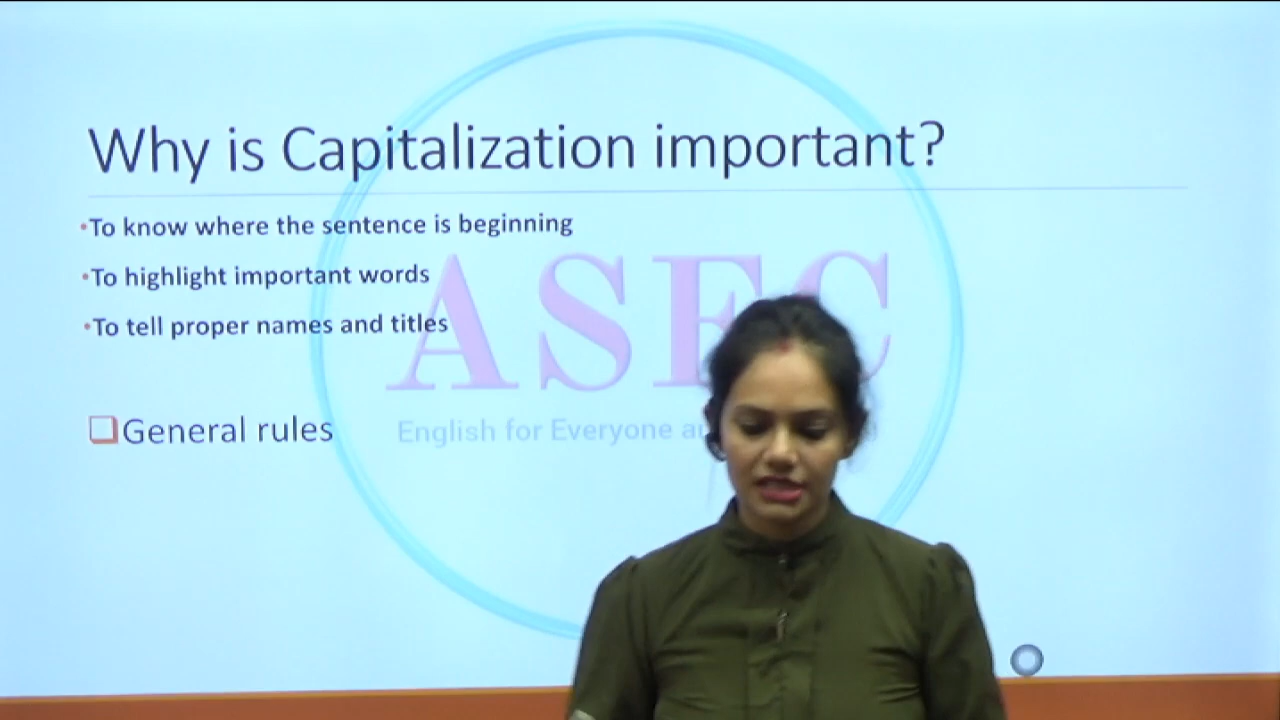 Why is Capitalization important?
•To know where the sentence is beginning
•To highlight important words
•To tell proper names and titles
❑General rules
ASEC
English for Everyone